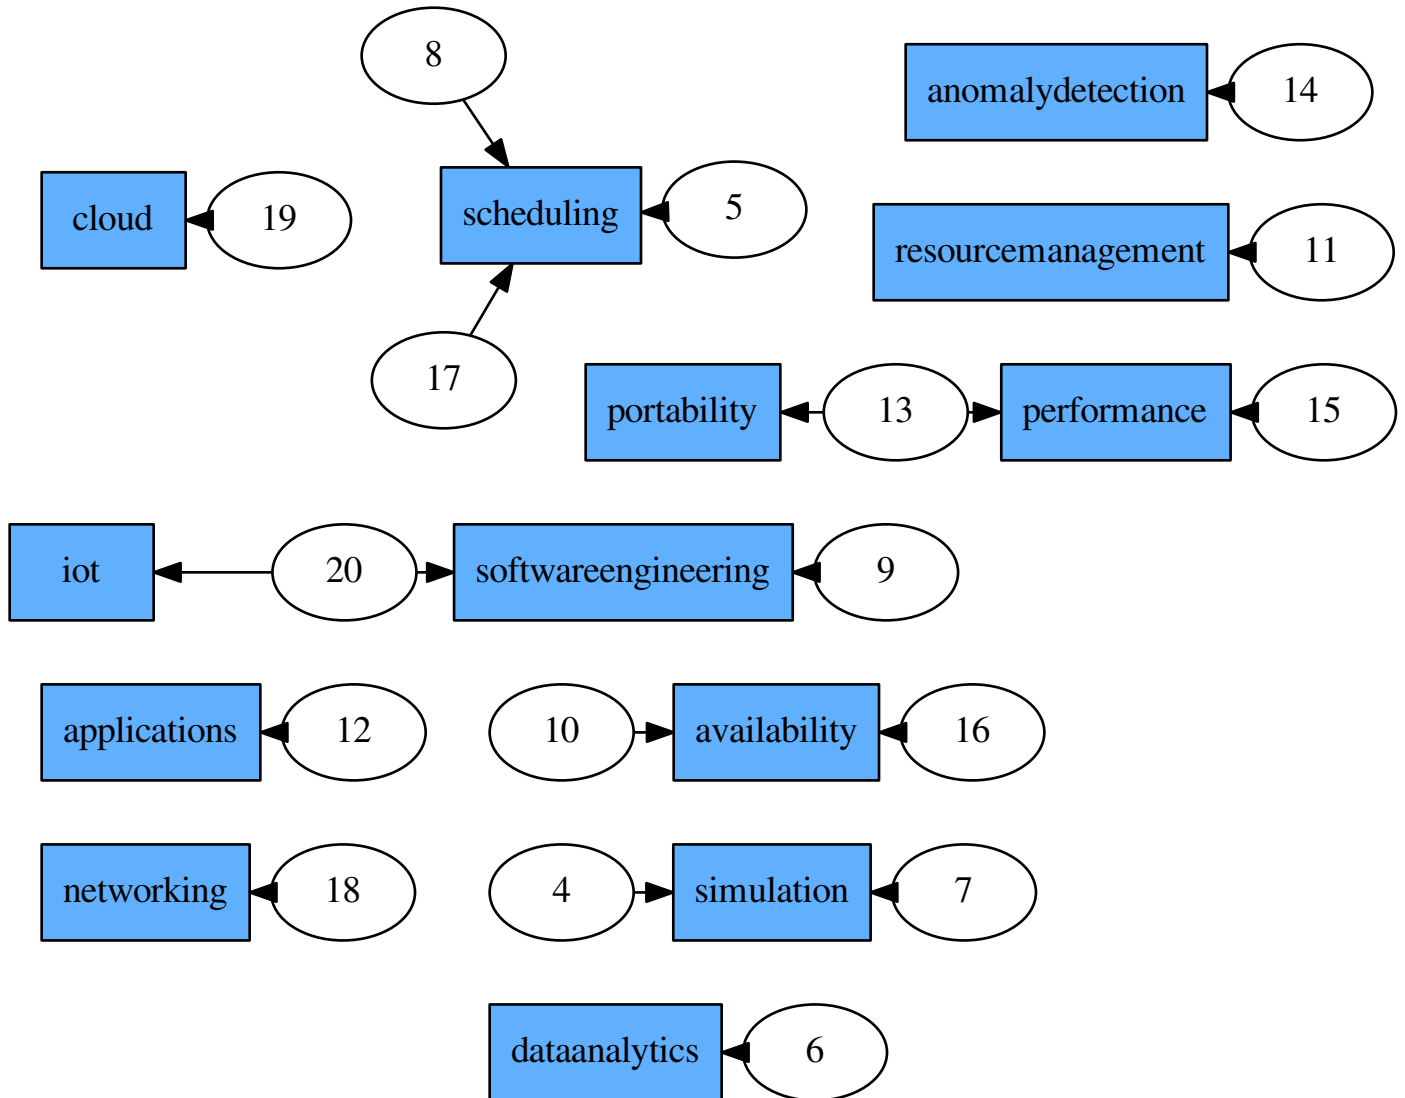 8
anomalydetection 14
cloud 19
scheduling 5
resourcemanagement 11
17
portability 13 performance 15
iot 20 softwareengineering 9
applications 12 10 availability 16
networking 18 4 simulation 7
dataanalytics 6